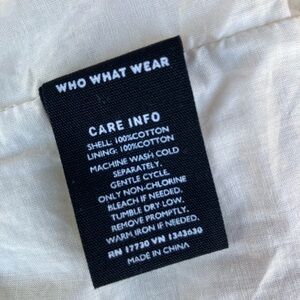 WHO WHAT WEAR
CARE INFO
SHELL: 100%COTTON
LINING: 100%COTTON
MACHINE WASH COLD
SEPARATELY.
GENTLE CYCLE.
ONLY NON-CHLORINE
BLEACH IF NEEDED.
TUMBLE DRY LOW.
REMOVE PROMPTLY.
WARM IRON IF NEEDED.
RN 17730 VN 1343030
MADE IN CHINA